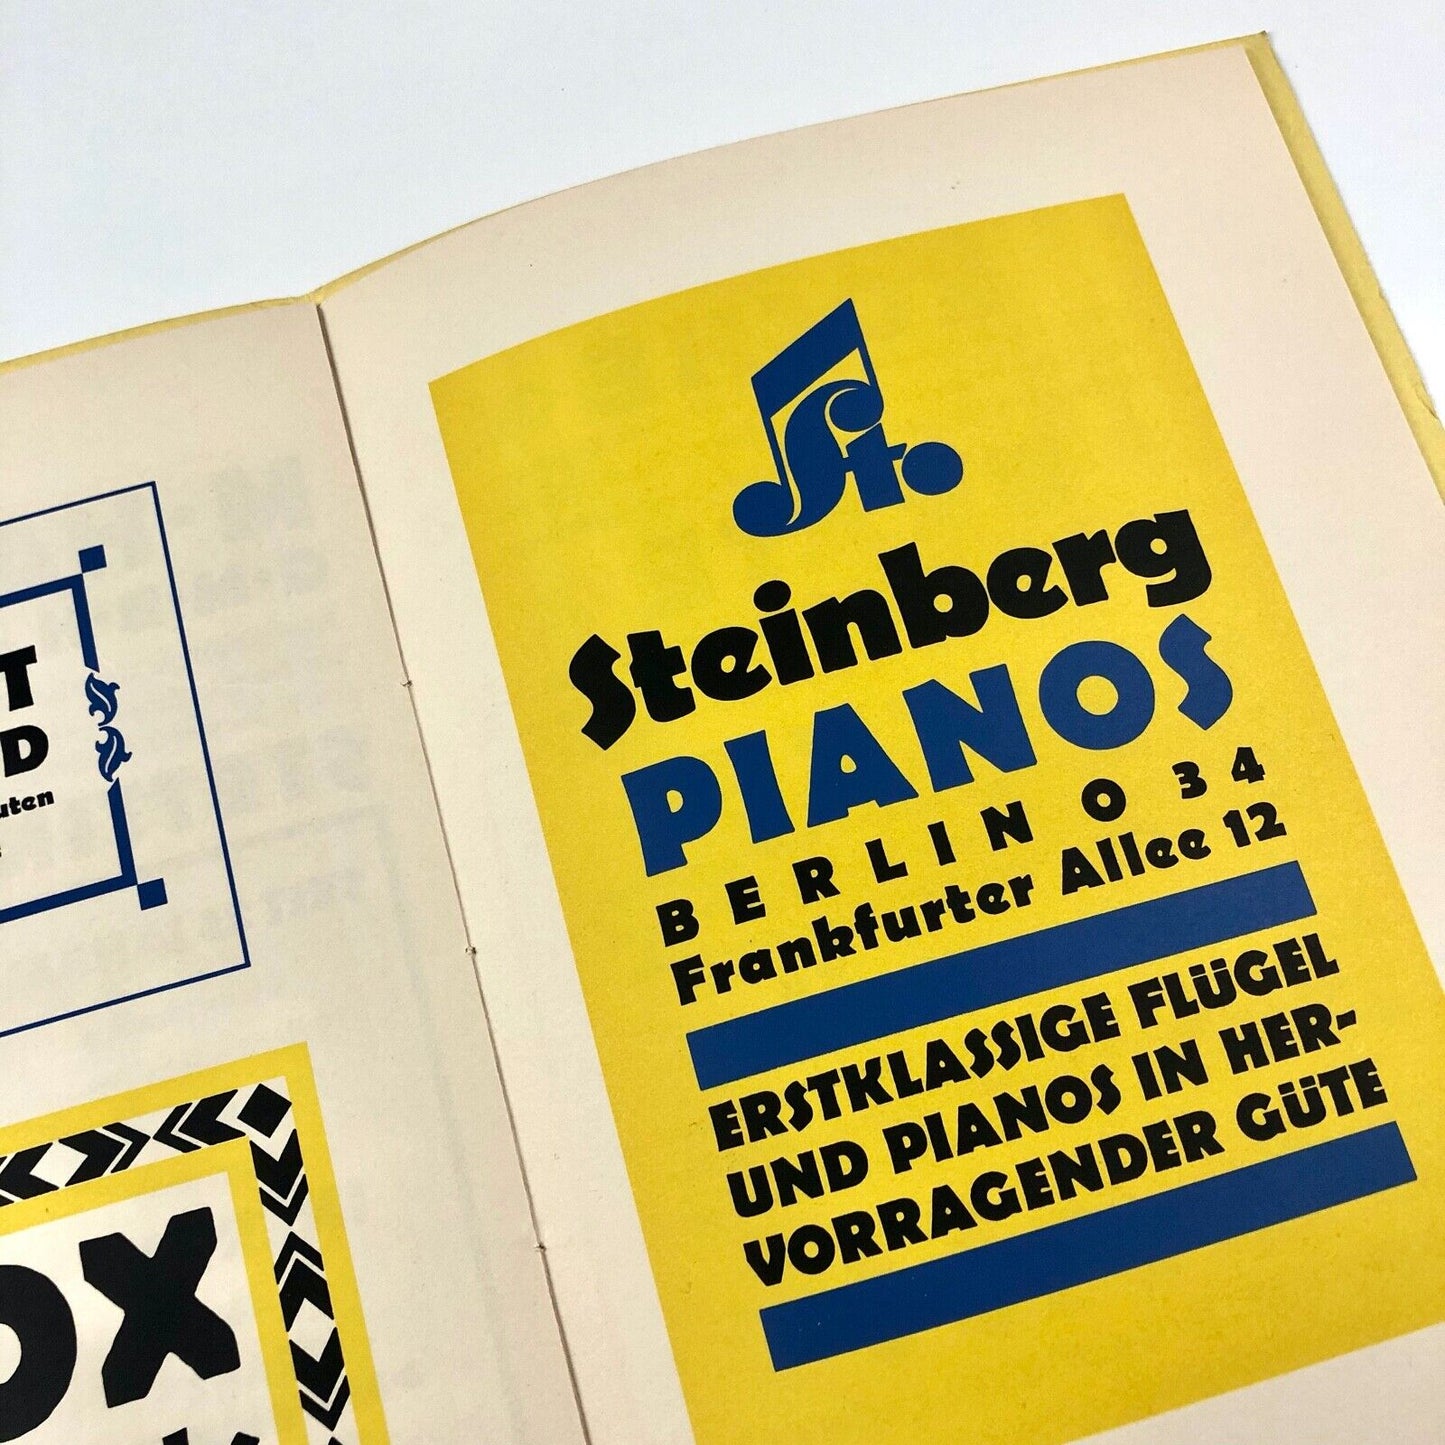 T
D
uten
OX
St.
Steinberg
PIANOS
BERLIN O 34
Frankfurter Allee 12
ERSTKLASSIGE FLÜGEL
UND PIANOS IN HER-
VORRAGENDER GÜTE